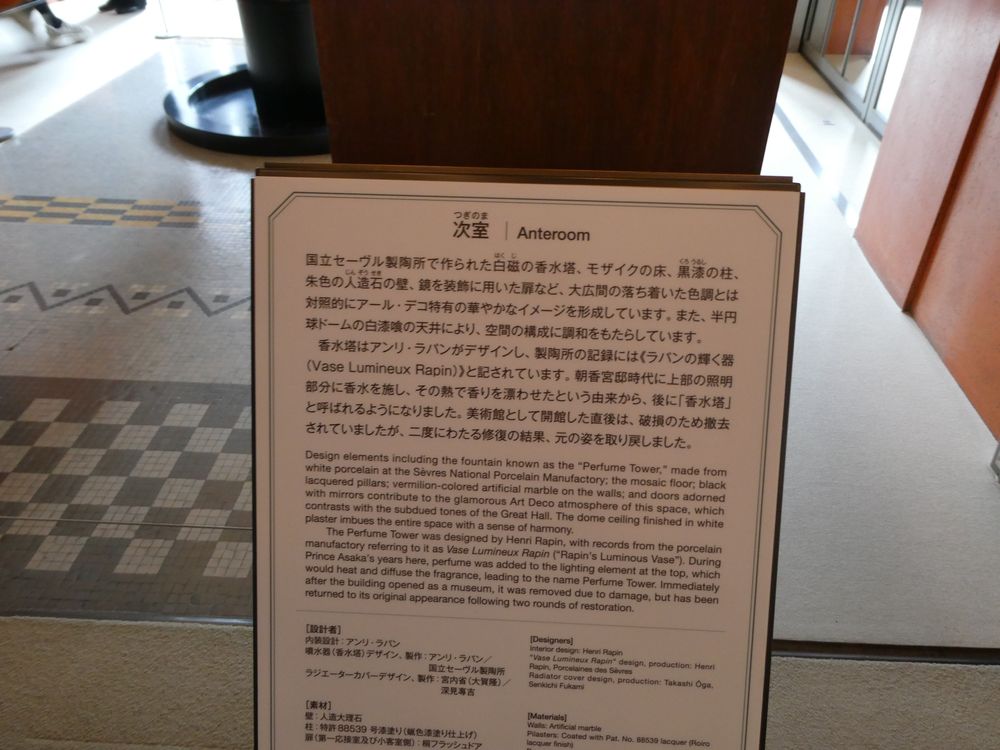 つぎのま
次室 | Anteroom
国立セーヴル製陶所で作られた白磁の香水塔、モザイクの床、黒漆の柱、
朱色の人造石の壁、鏡を装飾に用いた扉など、大広間の落ち着いた色調とは
対照的にアール・デコ特有の華やかなイメージを形成しています。また、半円
球ドームの白漆喰の天井により、空間の構成に調和をもたらしています。
香水塔はアンリ・ラパンがデザインし、製陶所の記録には《ラパンの輝く器
(Vase Lumineux Rapin)》と記されています。朝香宮邸時代に上部の照明
部分に香水を施し、その熱で香りを漂わせたという由来から、後に「香水塔」
と呼ばれるようになりました。美術館として開館した直後は、破損のため撤去
されていましたが、二度にわたる修復の結果、元の姿を取り戻しました。
Design elements including the fountain known as the “Perfume Tower,” made from
white porcelain at the Sèvres National Porcelain Manufactory; the mosaic floor; black
lacquered pillars; vermilion-colored artificial marble on the walls; and doors adorned
with mirrors contribute to the glamorous Art Deco atmosphere of this space, which
contrasts with the subdued tones of the Great Hall. The dome ceiling finished in white
plaster imbues the entire space with a sense of harmony.
The Perfume Tower was designed by Henri Rapin, with records from the porcelain
manufactory referring to it as Vase Lumineux Rapin (“Rapin's Luminous Vase”). During
Prince Asaka's years here, perfume was added to the lighting element at the top, which
would heat and diffuse the fragrance, leading to the name Perfume Tower. Immediately
after the building opened as a museum, it was removed due to damage, but has been
returned to its original appearance following two rounds of restoration.
[設計者]
内装設計：アンリ・ラパン
噴水器(香水塔)デザイン、製作：アンリ・ラパン／
国立セーヴル製陶所
ラジエーターカバーデザイン、製作：宮内省(大賀隆)／
深見専吉
[素材]
壁：人造大理石
柱：特許88539号漆塗り(蝋色漆塗り仕上げ)
扉(第一応接室及び小客室側)：桐フラッシュドア
[Designers]
Interior design: Henri Rapin
“Vase Lumineux Rapin” design, production: Henri
Rapin, Porcelaines des Sèvres
Radiator cover design, production: Takashi Ōga,
Senkichi Fukami
[Materials]
Walls: Artificial marble
Pilasters: Coated with Pat. No. 88539 lacquer (Roiro
lacquer finish)